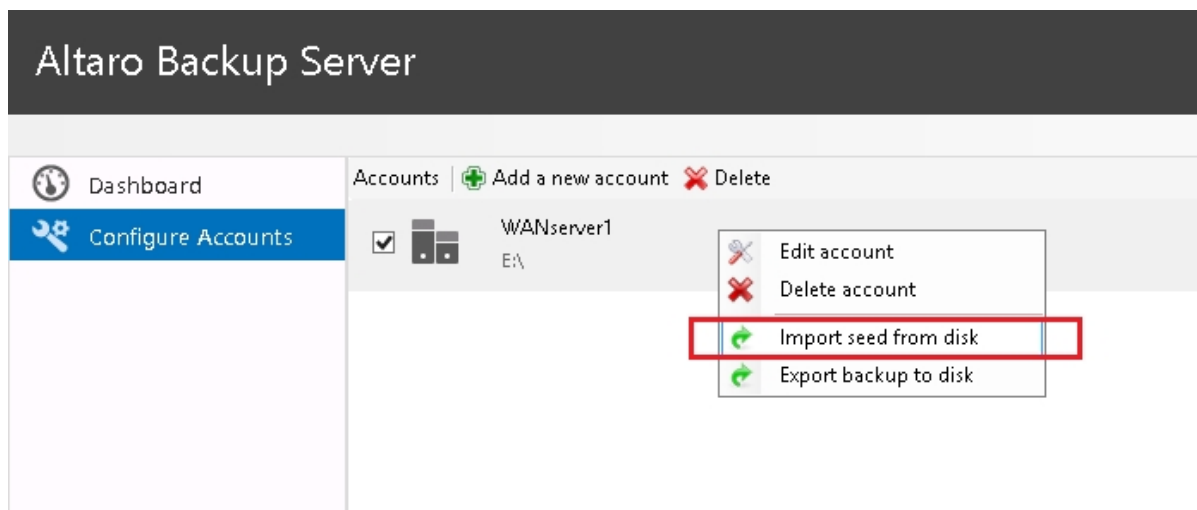 Altaro Backup Server
Dashboard
Configure Accounts
Accounts Add a new account Delete
WANserver1
E:\
Edit account
Delete account
Import seed from disk
Export backup to disk